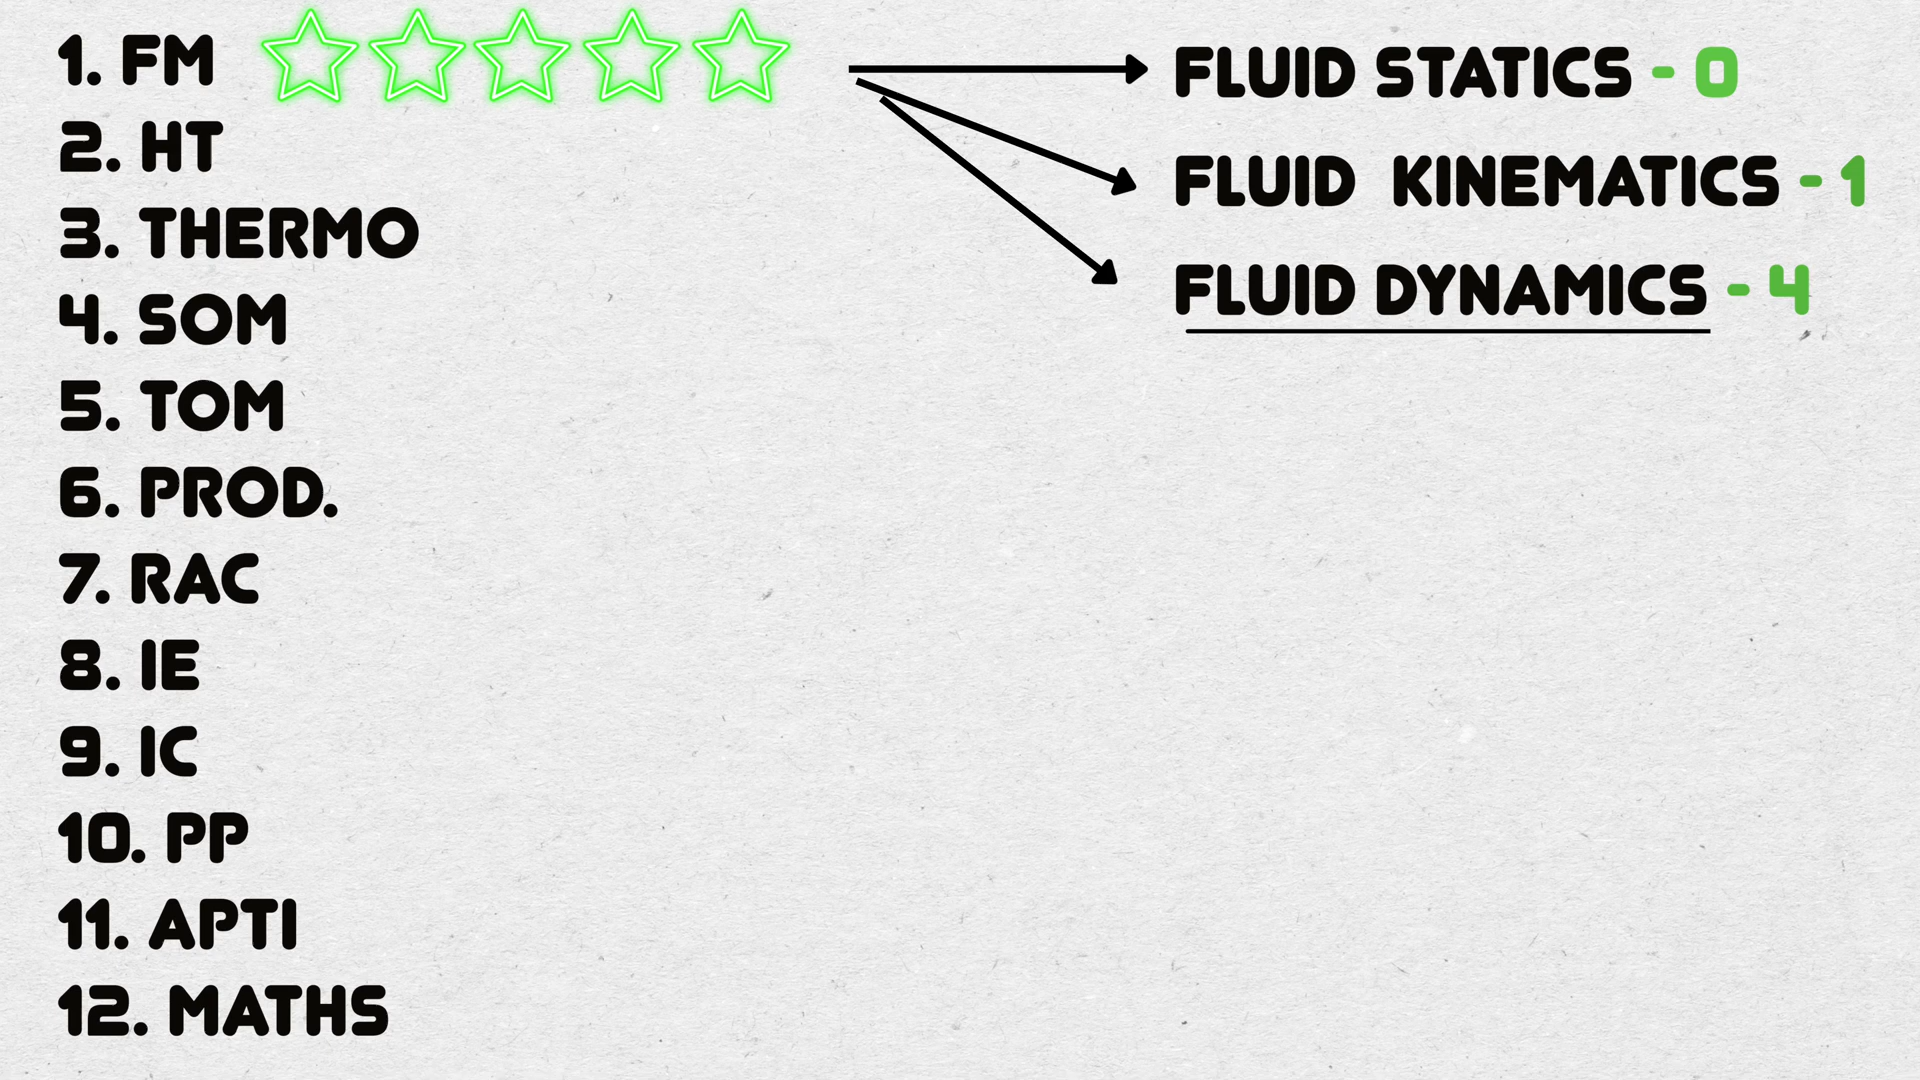 1. FM
2. HT
3. THERMO
4. SOM
5. TOM
6. PROD.
7. RAC
8. IE
9. IC
10. PP
11. APTI
12. MATHS
FLUID STATICS - 0
FLUID KINEMATICS - 1
FLUID DYNAMICS - 4